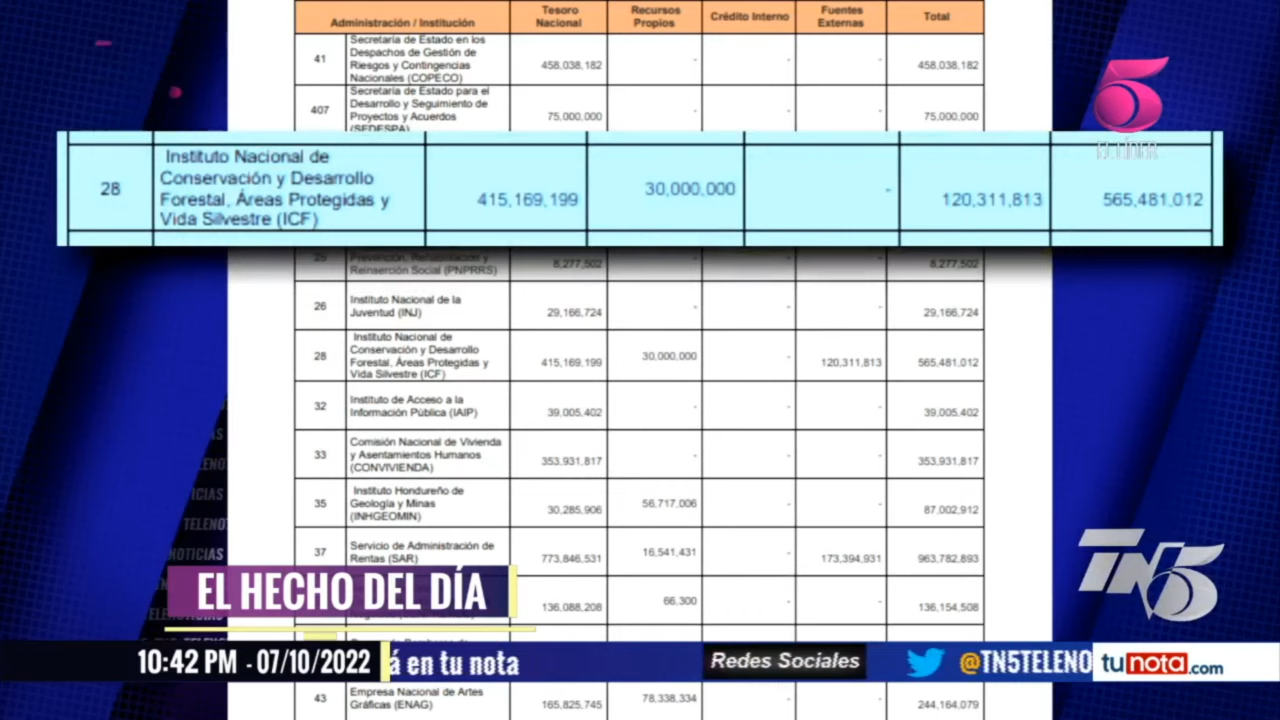 Administración / Institución
Tesoro Nacional
Recursos Propios
Crédito Interno
Fuentes Externas
Total
41
Secretaría de Estado en los
Despachos de Gestión de
Riesgos y Contingencias
Nacionales (COPECO)
458,038,182 - - - 458,038,182
407
Secretaría de Estado para el
Desarrollo y Seguimiento de
Proyectos y Acuerdos
(SEDESPA)
75,000,000 - - - 75,000,000
5
EL LÍDER
28
Instituto Nacional de
Conservación y Desarrollo
Forestal, Áreas Protegidas y
Vida Silvestre (ICF)
415,169,199 30,000,000 - 120,311,813 565,481,012
25
Prevención, Rehabilitación y
Reinserción Social (PNPRRS)
8,277,502 - - - 8,277,502
26
Instituto Nacional de la
Juventud (INJ)
29,166,724 - - - 29,166,724
28
Instituto Nacional de
Conservación y Desarrollo
Forestal, Áreas Protegidas y
Vida Silvestre (ICF)
415,169,199 30,000,000 - 120,311,813 565,481,012
32
Instituto de Acceso a la
Información Pública (IAIP)
39,005,402 - - - 39,005,402
33
Comisión Nacional de Vivienda
y Asentamientos Humanos
(CONVIVIENDA)
353,931,817 - - - 353,931,817
35
Instituto Hondureño de
Geología y Minas
(INHGEOMIN)
30,285,906 56,717,006 - - 87,002,912
37
Servicio de Administración de
Rentas (SAR)
773,846,531 16,541,431 - 173,394,931 963,782,893
136,088,208 66,300 - - 136,154,508
43
Empresa Nacional de Artes
Gráficas (ENAG)
165,825,745 78,338,334 - - 244,164,079
TELENOT
NOTICIAS
EL HECHO DEL DÍA
TN5
10:42 PM - 07/10/2022
á en tu nota
Redes Sociales
@TN5TELENO
tunota.com